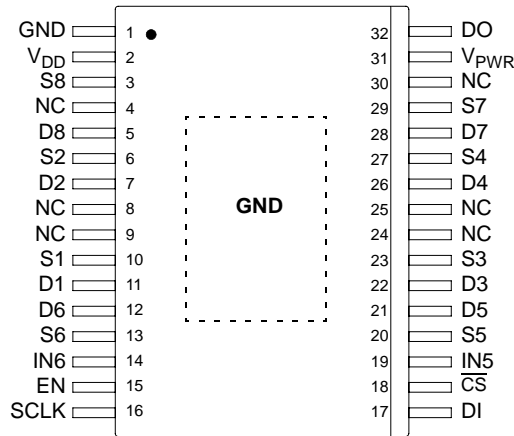 GND 1 32 DO
VDD 2 31 VPWR
S8 3 30 NC
NC 4 29 S7
D8 5 28 D7
S2 6 27 S4
D2 7 26 D4
NC 8 25 NC
NC 9 24 NC
S1 10 23 S3
D1 11 22 D3
D6 12 21 D5
S6 13 20 S5
IN6 14 19 IN5
EN 15 18 C̅S̅
SCLK 16 17 DI
GND